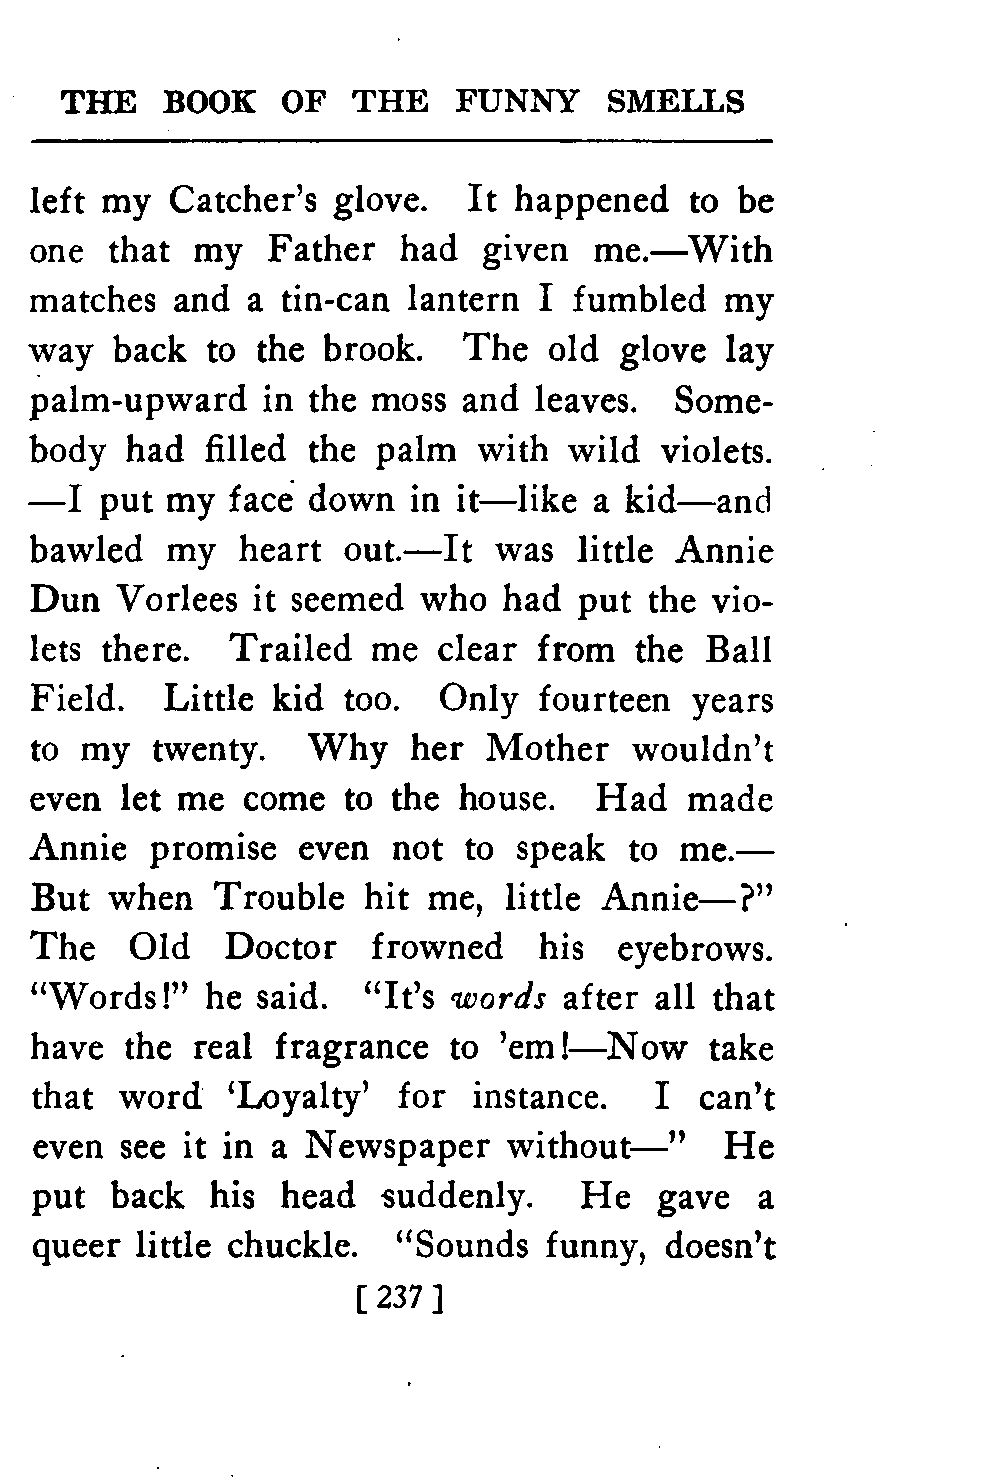 THE BOOK OF THE FUNNY SMELLS
left my Catcher's glove. It happened to be
one that my Father had given me.—With
matches and a tin-can lantern I fumbled my
way back to the brook. The old glove lay
palm-upward in the moss and leaves. Some-
body had filled the palm with wild violets.
—I put my face down in it—like a kid—and
bawled my heart out.—It was little Annie
Dun Vorlees it seemed who had put the vio-
lets there. Trailed me clear from the Ball
Field. Little kid too. Only fourteen years
to my twenty. Why her Mother wouldn't
even let me come to the house. Had made
Annie promise even not to speak to me.—
But when Trouble hit me, little Annie—?"
The Old Doctor frowned his eyebrows.
"Words!" he said. "It's words after all that
have the real fragrance to 'em!—Now take
that word 'Loyalty' for instance. I can't
even see it in a Newspaper without—" He
put back his head suddenly. He gave a
queer little chuckle. "Sounds funny, doesn't
[ 237 ]